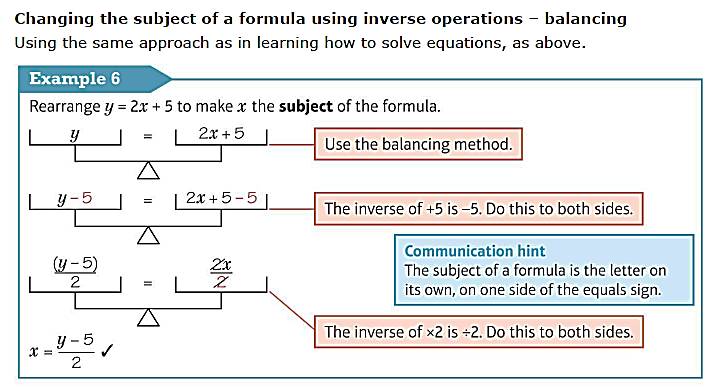 Changing the subject of a formula using inverse operations – balancing
Using the same approach as in learning how to solve equations, as above.
Example 6
Rearrange y = 2x + 5 to make x the subject of the formula.
y = 2x + 5
Use the balancing method.
y – 5 = 2x + 5 – 5
The inverse of +5 is –5. Do this to both sides.
Communication hint
The subject of a formula is the letter on
its own, on one side of the equals sign.
(y – 5)/2 = 2x/2
The inverse of ×2 is ÷2. Do this to both sides.
x = y – 5/2 ✓